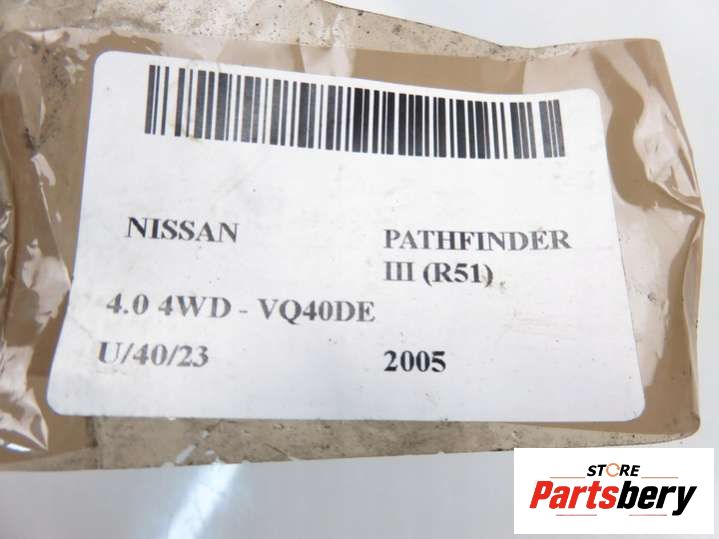 NISSAN PATHFINDER
III (R51)
4.0 4WD - VQ40DE
U/40/23 2005
STORE
Partsbery